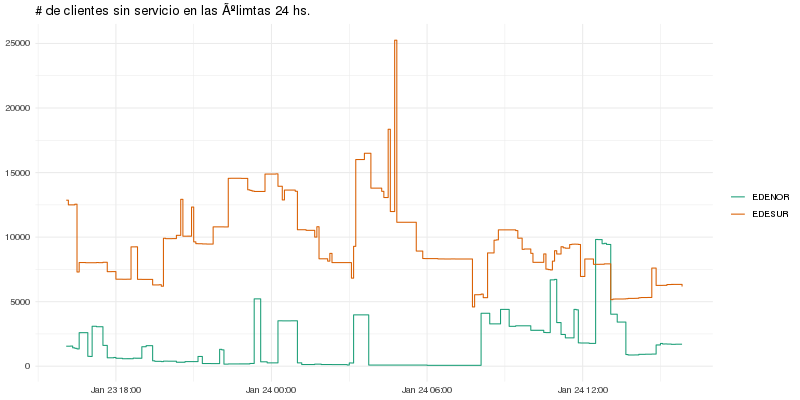 # de clientes sin servicio en las Ãºlimtas 24 hs.
25000
20000
15000
10000
5000
0
Jan 23 18:00 Jan 24 00:00 Jan 24 06:00 Jan 24 12:00
EDENOR
EDESUR